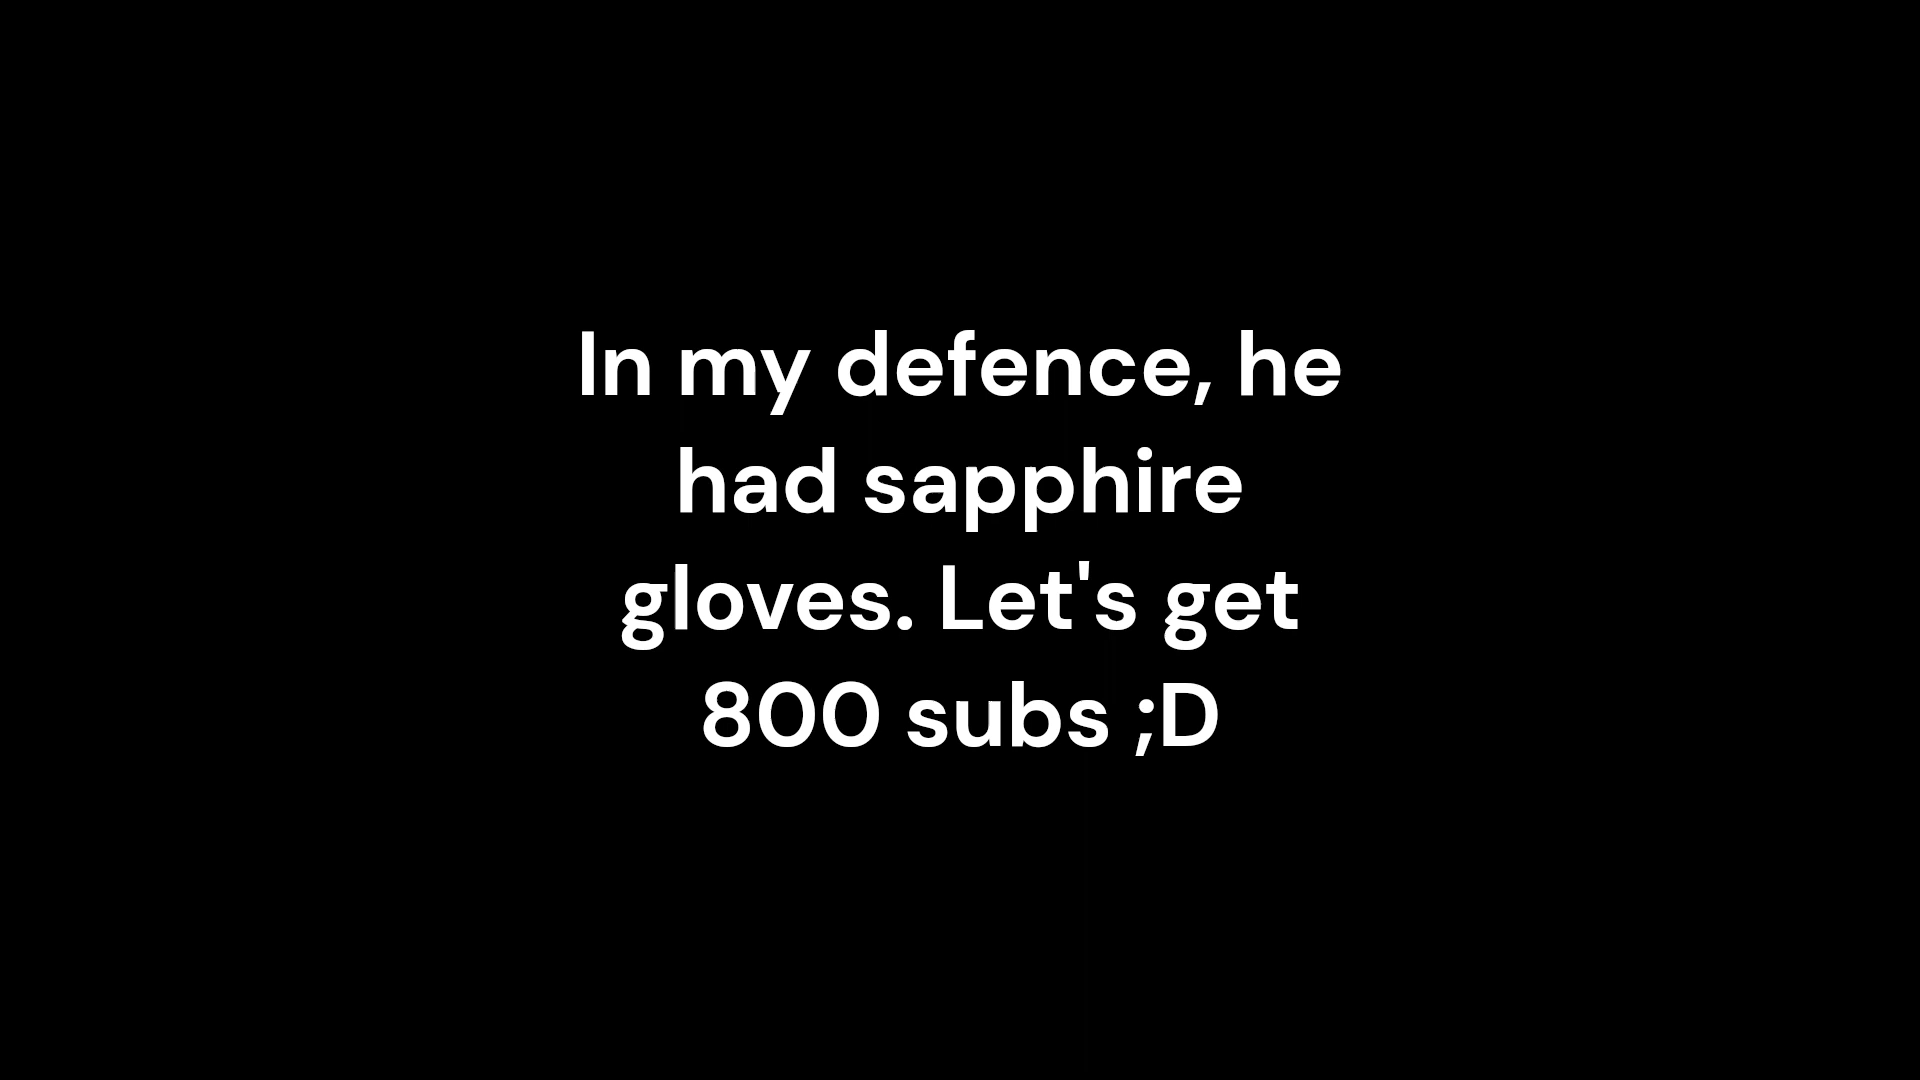 In my defence, he
had sapphire
gloves. Let's get
800 subs ;D